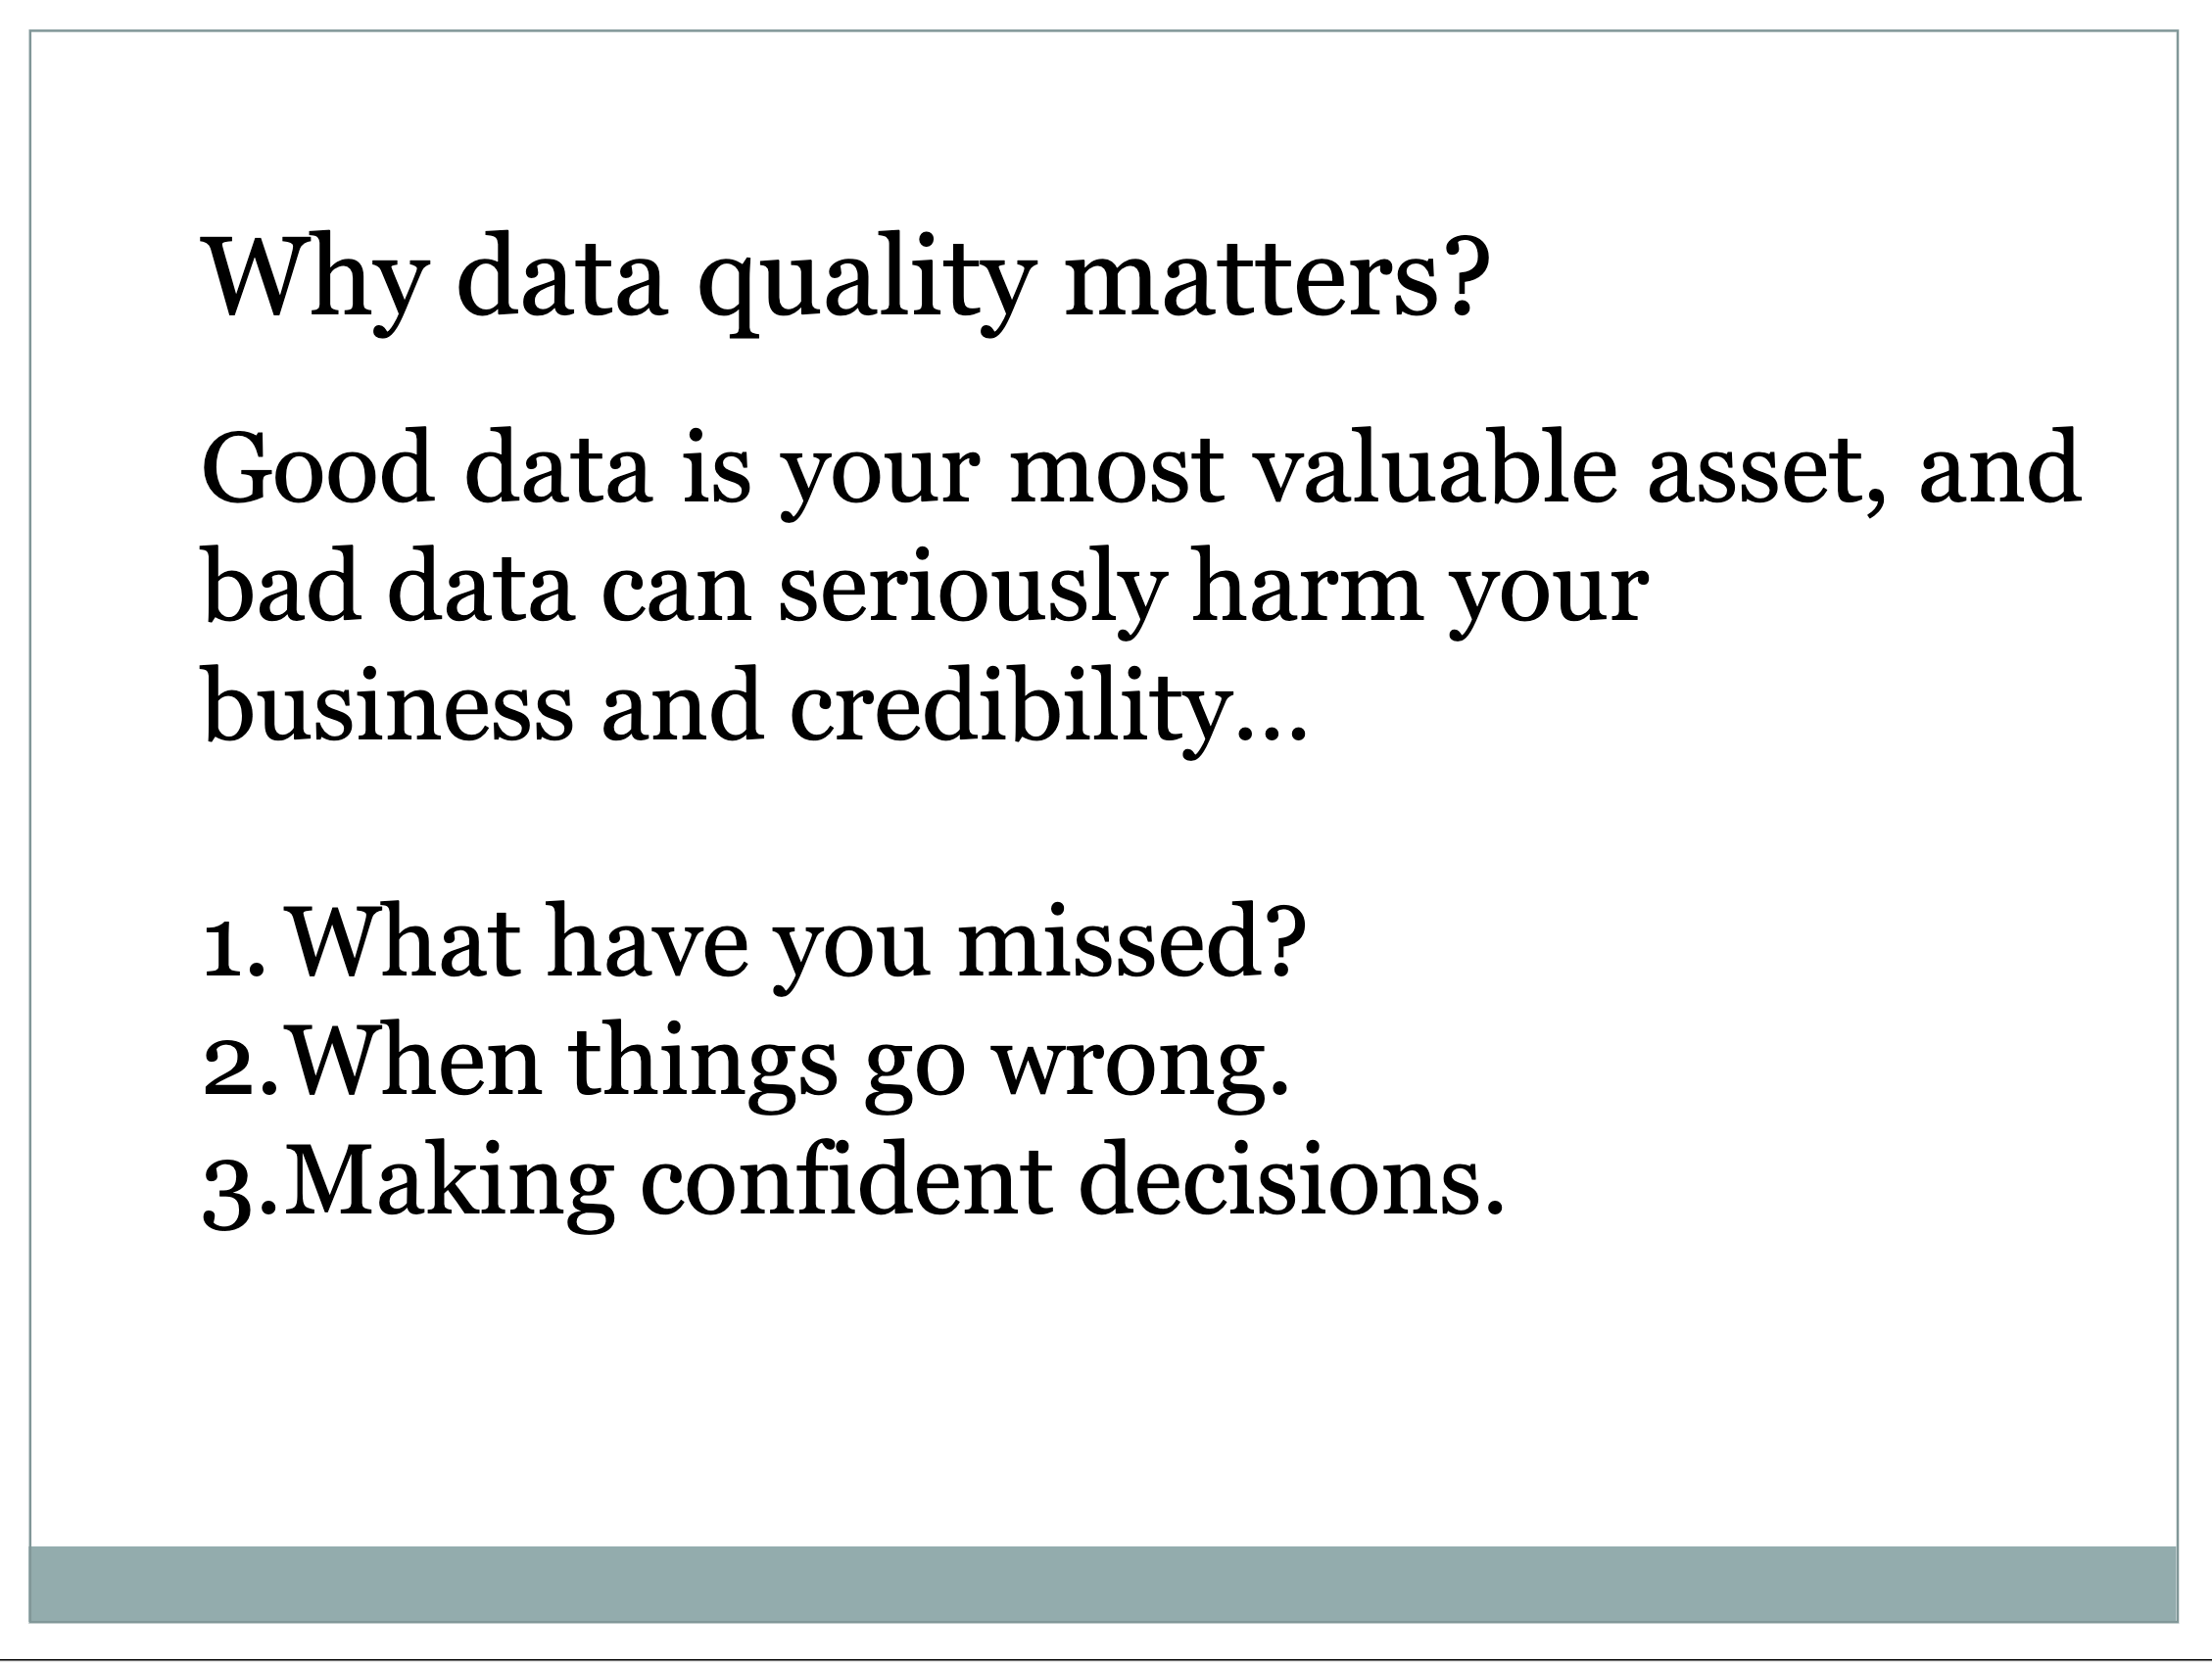 Why data quality matters?
Good data is your most valuable asset, and
bad data can seriously harm your
business and credibility...
1. What have you missed?
2. When things go wrong.
3. Making confident decisions.